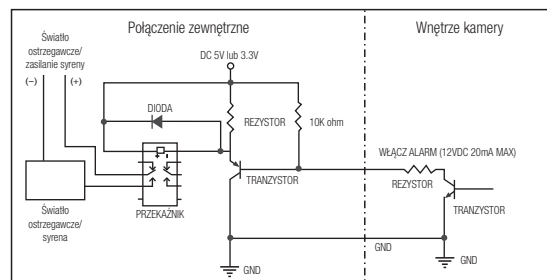 Połączenie zewnętrzne
Wnętrze kamery
Światło
ostrzegawcze/
zasilanie syreny
(–)
(+)
DC 5V lub 3.3V
DIODA
REZYSTOR
10K ohm
WŁĄCZ ALARM (12VDC 20mA MAX)
TRANZYSTOR
REZYSTOR
TRANZYSTOR
PRZEKAŹNIK
Światło
ostrzegawcze/
syrena
GND
GND
GND